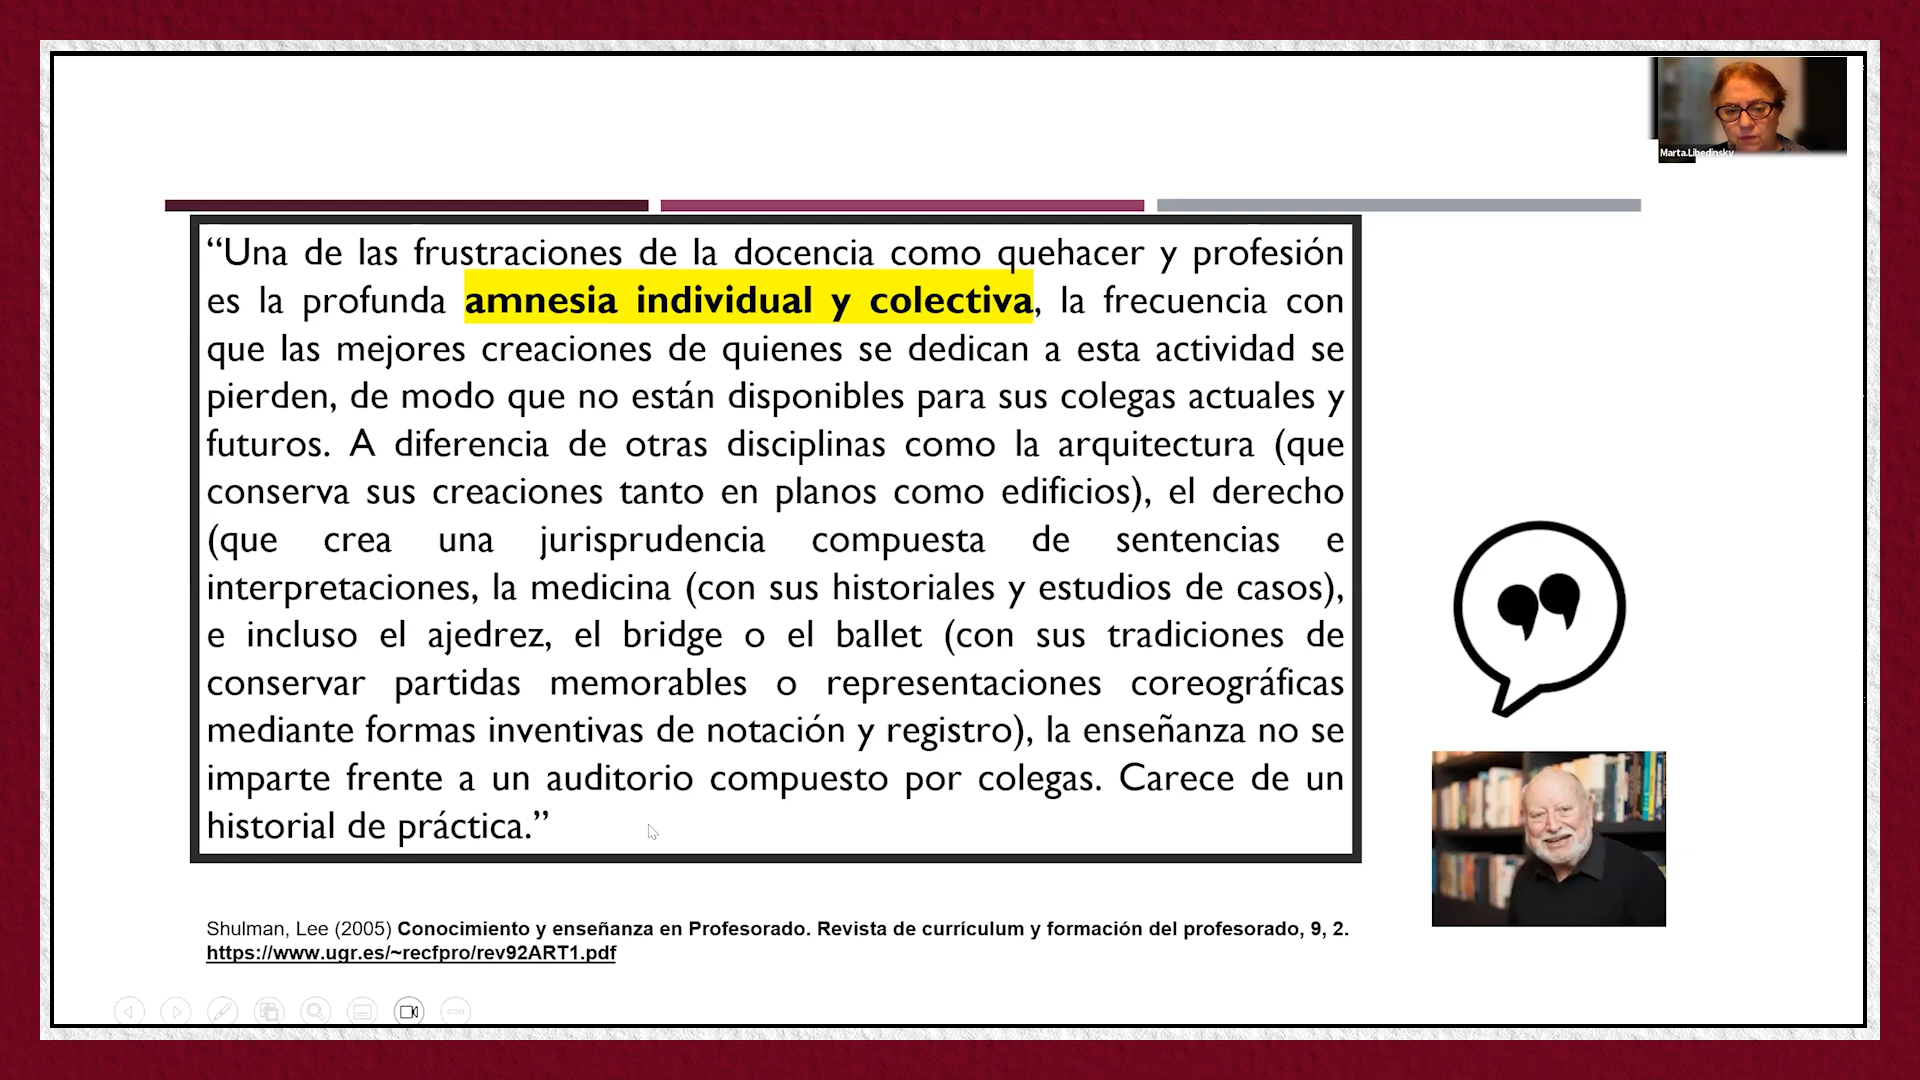 Marta.Libedinsky
“Una de las frustraciones de la docencia como quehacer y profesión
es la profunda amnesia individual y colectiva, la frecuencia con
que las mejores creaciones de quienes se dedican a esta actividad se
pierden, de modo que no están disponibles para sus colegas actuales y
futuros. A diferencia de otras disciplinas como la arquitectura (que
conserva sus creaciones tanto en planos como edificios), el derecho
(que crea una jurisprudencia compuesta de sentencias e
interpretaciones, la medicina (con sus historiales y estudios de casos),
e incluso el ajedrez, el bridge o el ballet (con sus tradiciones de
conservar partidas memorables o representaciones coreográficas
mediante formas inventivas de notación y registro), la enseñanza no se
imparte frente a un auditorio compuesto por colegas. Carece de un
historial de práctica.”
Shulman, Lee (2005) Conocimiento y enseñanza en Profesorado. Revista de currículum y formación del profesorado, 9, 2.
https://www.ugr.es/~recfpro/rev92ART1.pdf